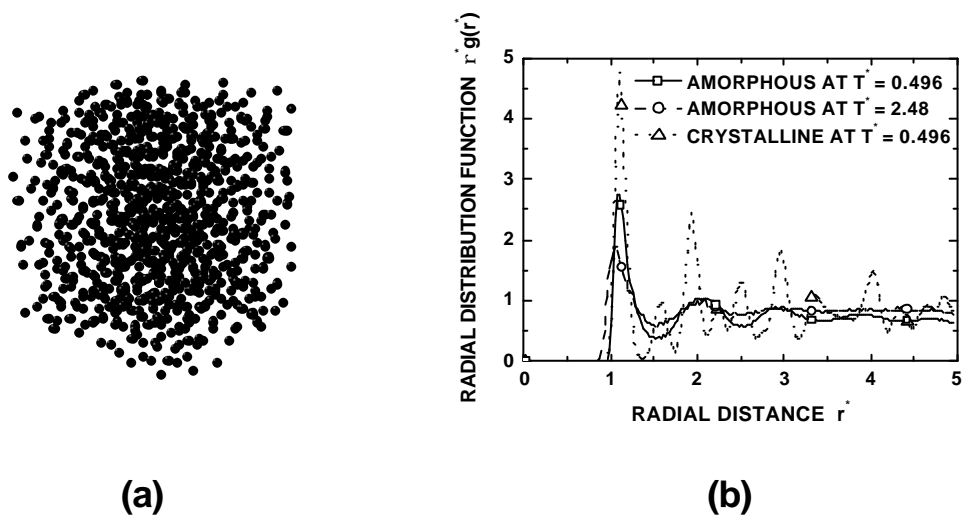 5
4
3
2
1
0
RADIAL DISTRIBUTION FUNCTION r* g(r*)
AMORPHOUS AT T* = 0.496
AMORPHOUS AT T* = 2.48
CRYSTALLINE AT T* = 0.496
0 1 2 3 4 5
RADIAL DISTANCE r*
(a)
(b)